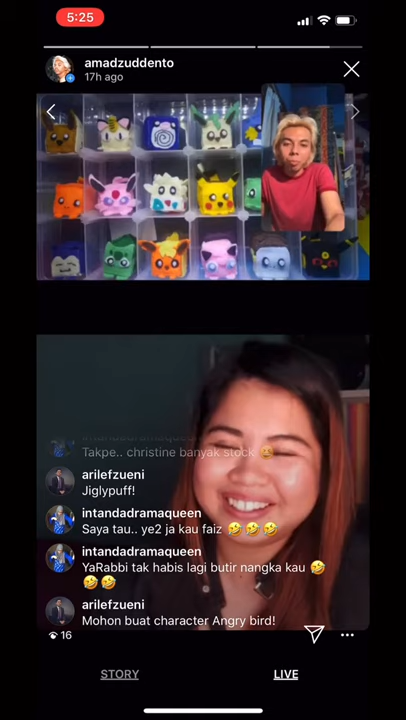 5:25
amadzuddento
17h ago
Takpe.. christine banyak stock
arilefzueni
Jiglypuff!
intandadramaqueen
Saya tau.. ye2 ja kau faiz 🤣🤣🤣
intandadramaqueen
YaRabbi tak habis lagi butir nangka kau 🤣
🤣🤣
arilefzueni
Mohon buat character Angry bird!
16
STORY
LIVE